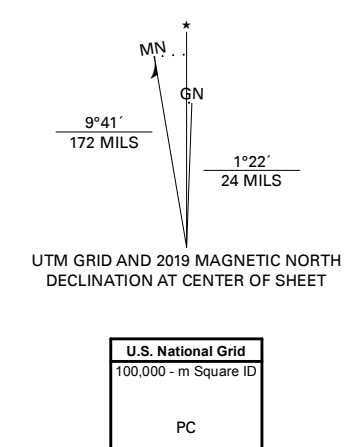 ★
MN
GN
9°41´
172 MILS
1°22´
24 MILS
UTM GRID AND 2019 MAGNETIC NORTH
DECLINATION AT CENTER OF SHEET
U.S. National Grid
100,000 - m Square ID
PC